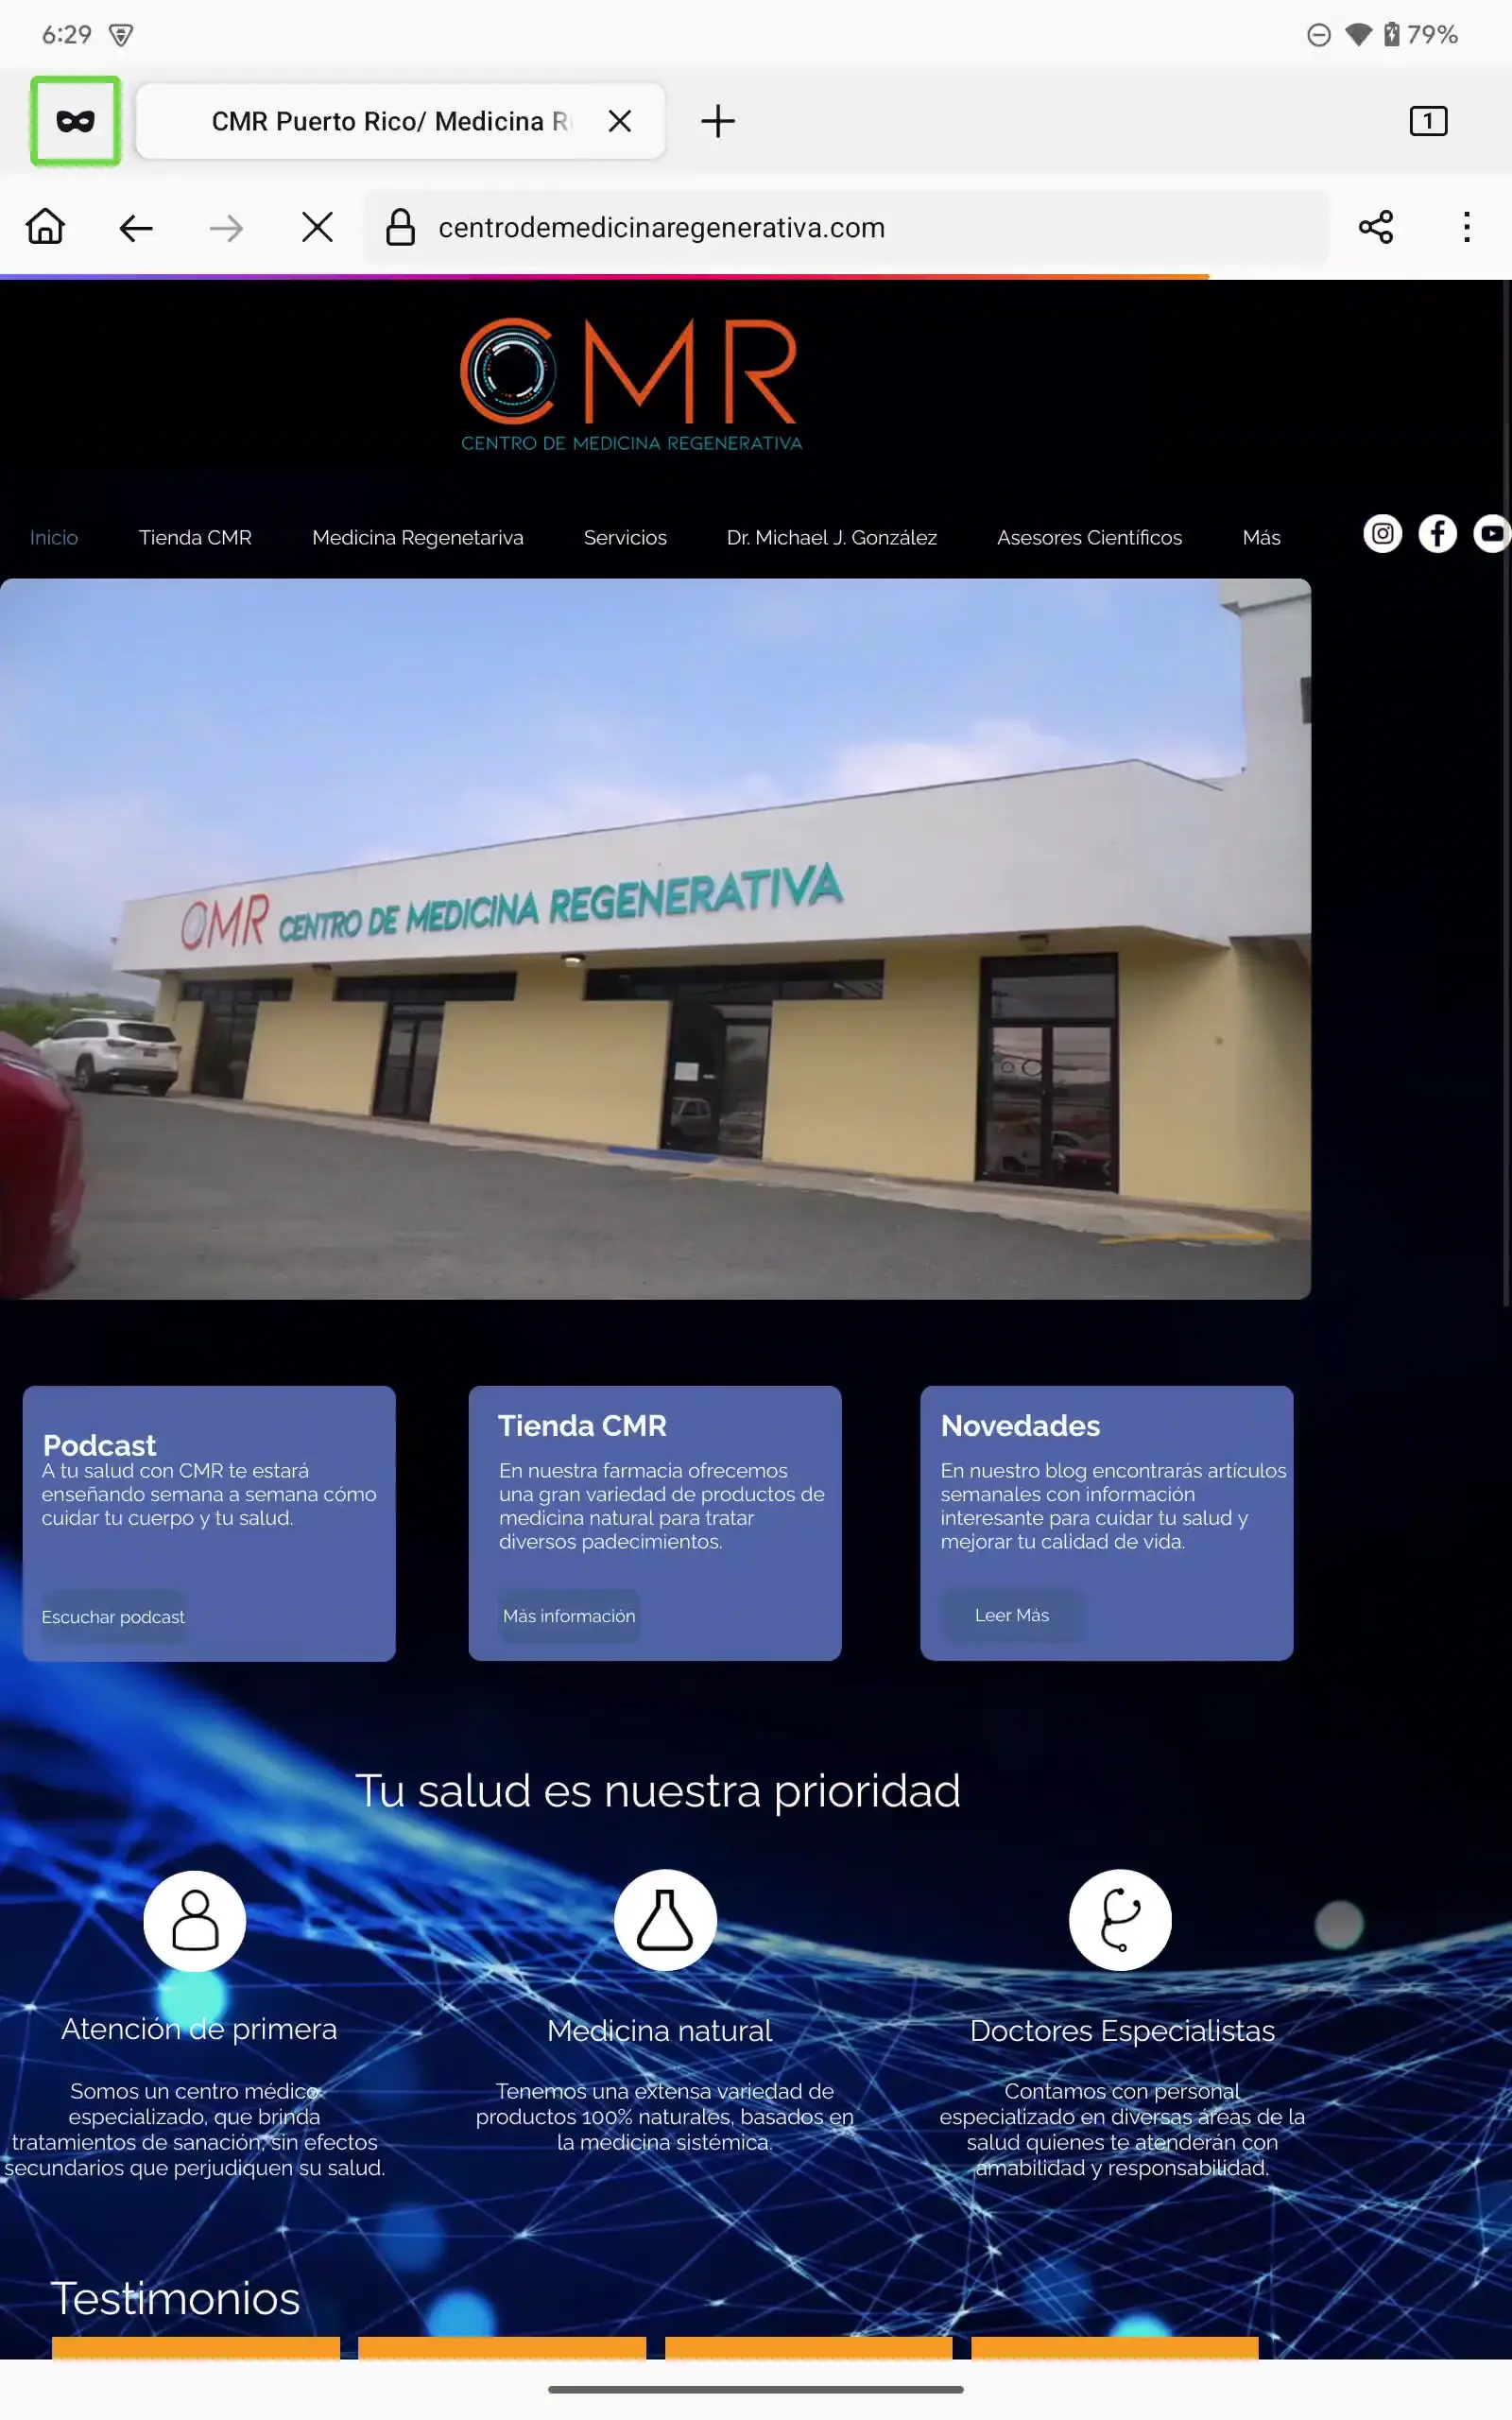 6:29
79%
CMR Puerto Rico/ Medicina R
1
centrodemedicinaregenerativa.com
CMR
CENTRO DE MEDICINA REGENERATIVA
Inicio
Tienda CMR
Medicina Regenetariva
Servicios
Dr. Michael J. González
Asesores Científicos
Más
CMR CENTRO DE MEDICINA REGENERATIVA
Podcast
A tu salud con CMR te estará
enseñando semana a semana cómo
cuidar tu cuerpo y tu salud.
Escuchar podcast
Tienda CMR
En nuestra farmacia ofrecemos
una gran variedad de productos de
medicina natural para tratar
diversos padecimientos.
Más información
Novedades
En nuestro blog encontrarás artículos
semanales con información
interesante para cuidar tu salud y
mejorar tu calidad de vida.
Leer Más
Tu salud es nuestra prioridad
Atención de primera
Somos un centro médico
especializado, que brinda
tratamientos de sanación, sin efectos
secundarios que perjudiquen su salud.
Medicina natural
Tenemos una extensa variedad de
productos 100% naturales, basados en
la medicina sistémica.
Doctores Especialistas
Contamos con personal
especializado en diversas áreas de la
salud quienes te atenderán con
amabilidad y responsabilidad.
Testimonios